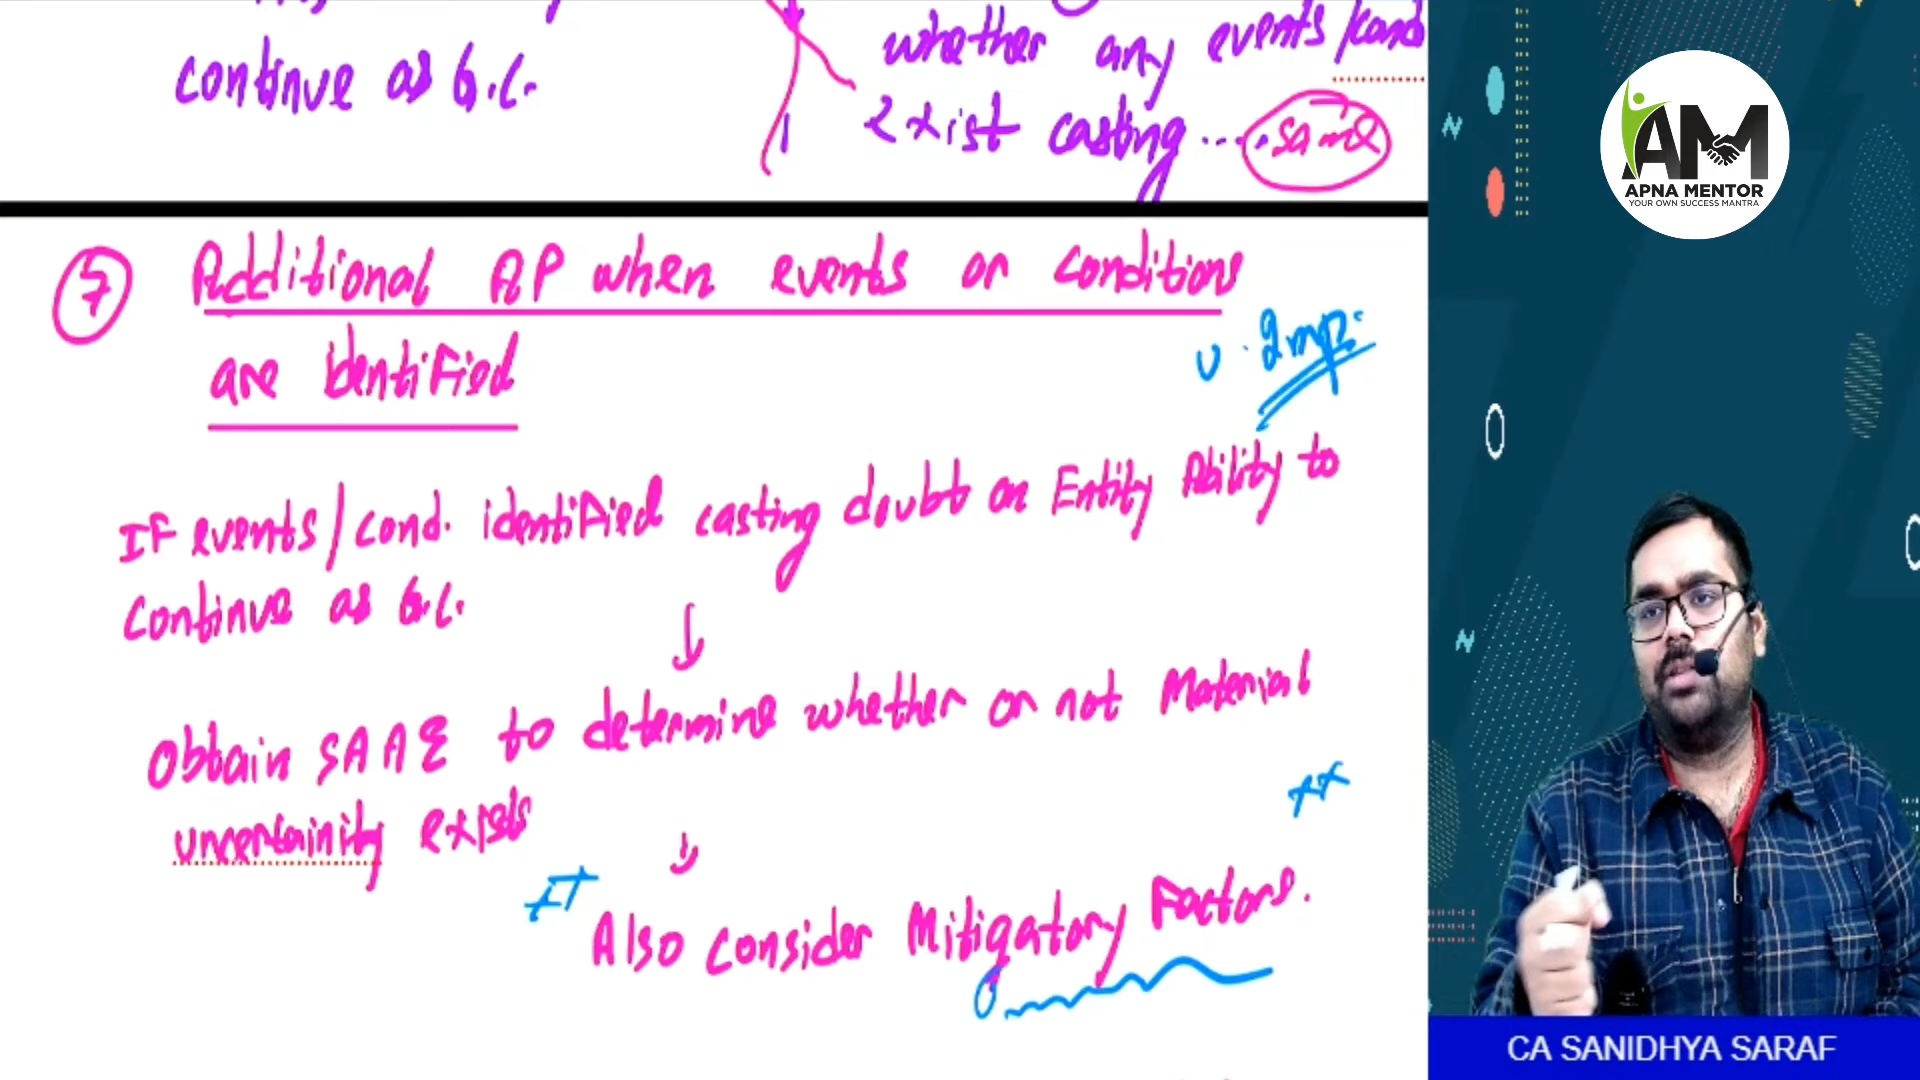 whether any events/cond
continue as G.C.
exist casting .... same
AM
APNA MENTOR
YOUR OWN SUCCESS MANTRA
7 Additional AP when events or conditions
are identified
v. Imp.
If events/cond. identified casting doubt on Entity Ability to
continue as G.C.
Obtain SAAE to determine whether or not Material
uncertainity exists
Also consider Mitigatory Factors.
CA SANIDHYA SARAF